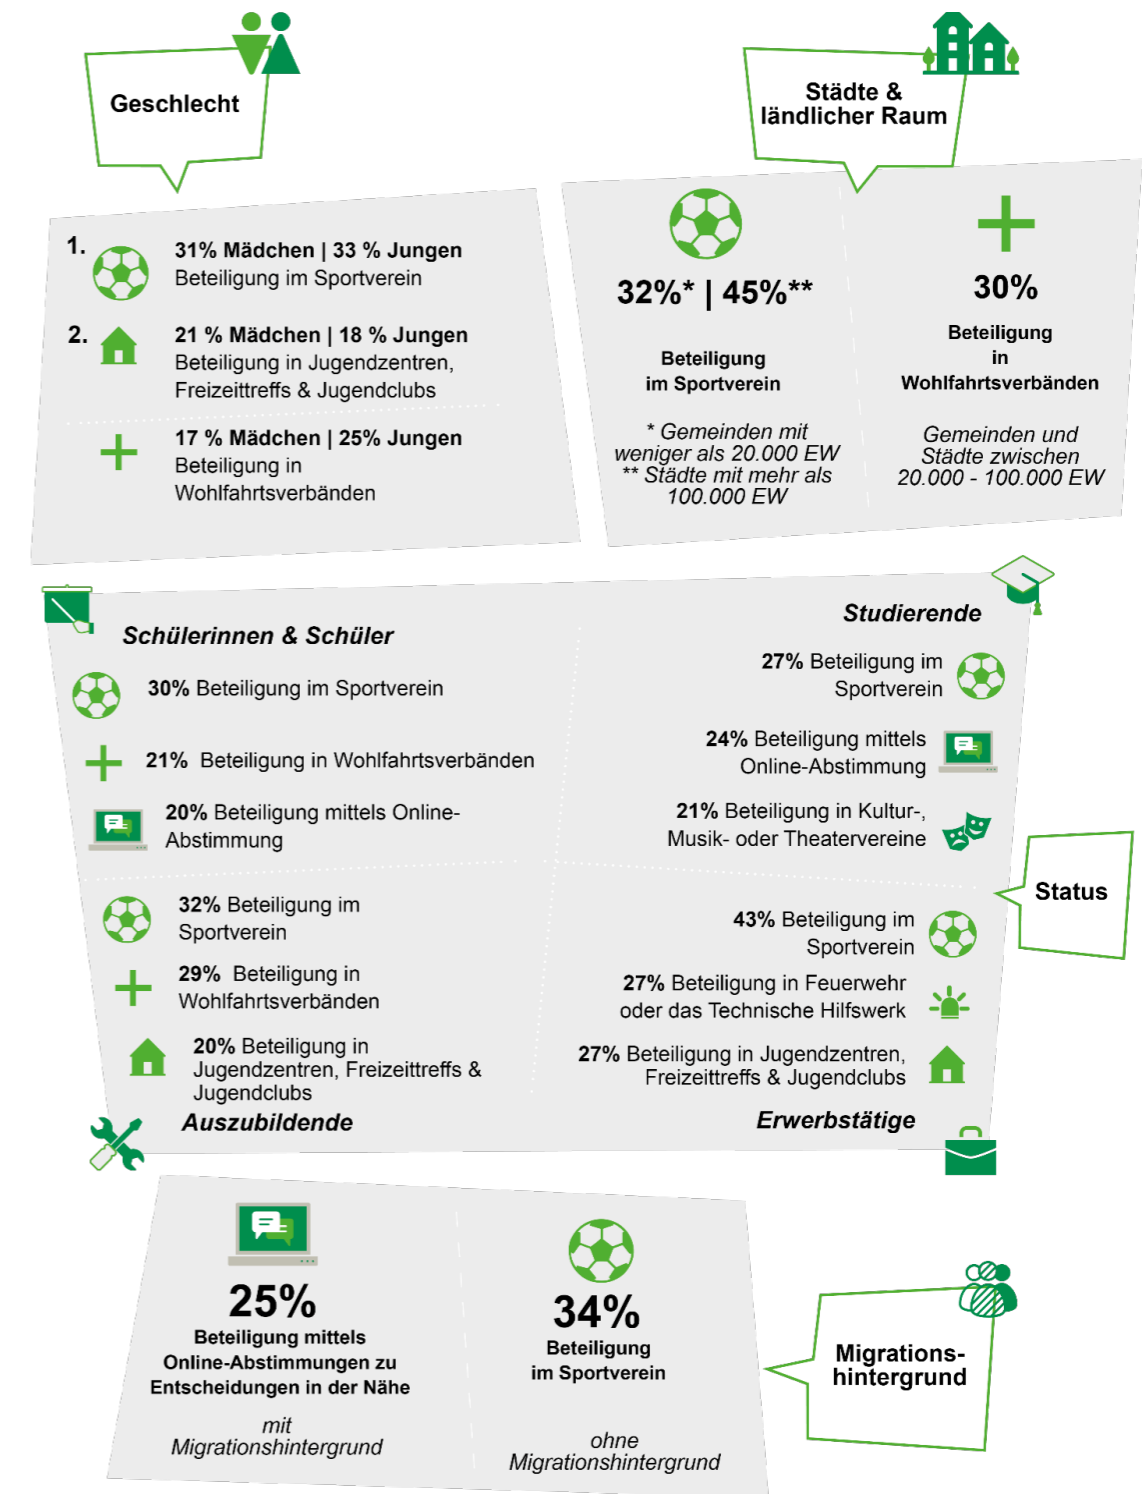 Geschlecht
1.
31% Mädchen | 33 % Jungen
Beteiligung im Sportverein
2.
21 % Mädchen | 18 % Jungen
Beteiligung in Jugendzentren,
Freizeittreffs & Jugendclubs
17 % Mädchen | 25% Jungen
Beteiligung in
Wohlfahrtsverbänden
Städte &
ländlicher Raum
32%* | 45%**
Beteiligung
im Sportverein
* Gemeinden mit
weniger als 20.000 EW
** Städte mit mehr als
100.000 EW
30%
Beteiligung
in
Wohlfahrtsverbänden
Gemeinden und
Städte zwischen
20.000 - 100.000 EW
Schülerinnen & Schüler
30% Beteiligung im Sportverein
21% Beteiligung in Wohlfahrtsverbänden
20% Beteiligung mittels Online-
Abstimmung
Studierende
27% Beteiligung im
Sportverein
24% Beteiligung mittels
Online-Abstimmung
21% Beteiligung in Kultur-,
Musik- oder Theatervereine
Status
32% Beteiligung im
Sportverein
29% Beteiligung in
Wohlfahrtsverbänden
20% Beteiligung in
Jugendzentren, Freizeittreffs &
Jugendclubs
Auszubildende
43% Beteiligung im
Sportverein
27% Beteiligung in Feuerwehr
oder das Technische Hilfswerk
27% Beteiligung in Jugendzentren,
Freizeittreffs & Jugendclubs
Erwerbstätige
25%
Beteiligung mittels
Online-Abstimmungen zu
Entscheidungen in der Nähe
mit
Migrationshintergrund
34%
Beteiligung
im Sportverein
ohne
Migrationshintergrund
Migrations-
hintergrund